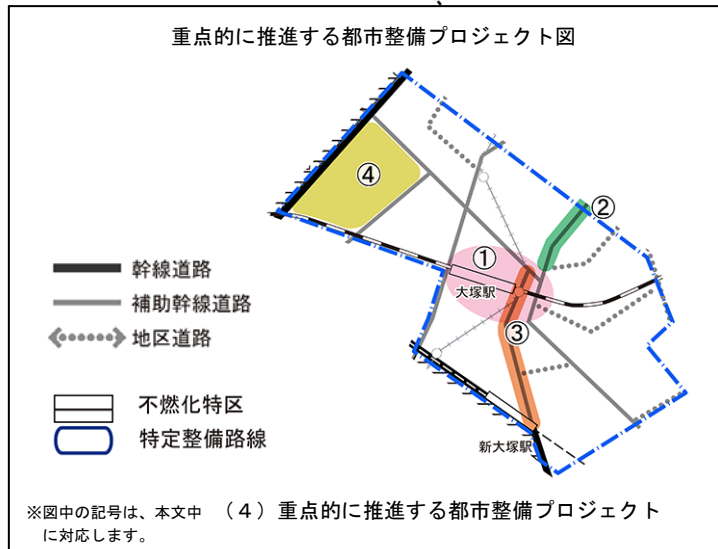 重点的に推進する都市整備プロジェクト図
④
②
①
大塚駅
③
幹線道路
補助幹線道路
地区道路
不燃化特区
特定整備路線
新大塚駅
※図中の記号は、本文中 (4)重点的に推進する都市整備プロジェクト
に対応します。